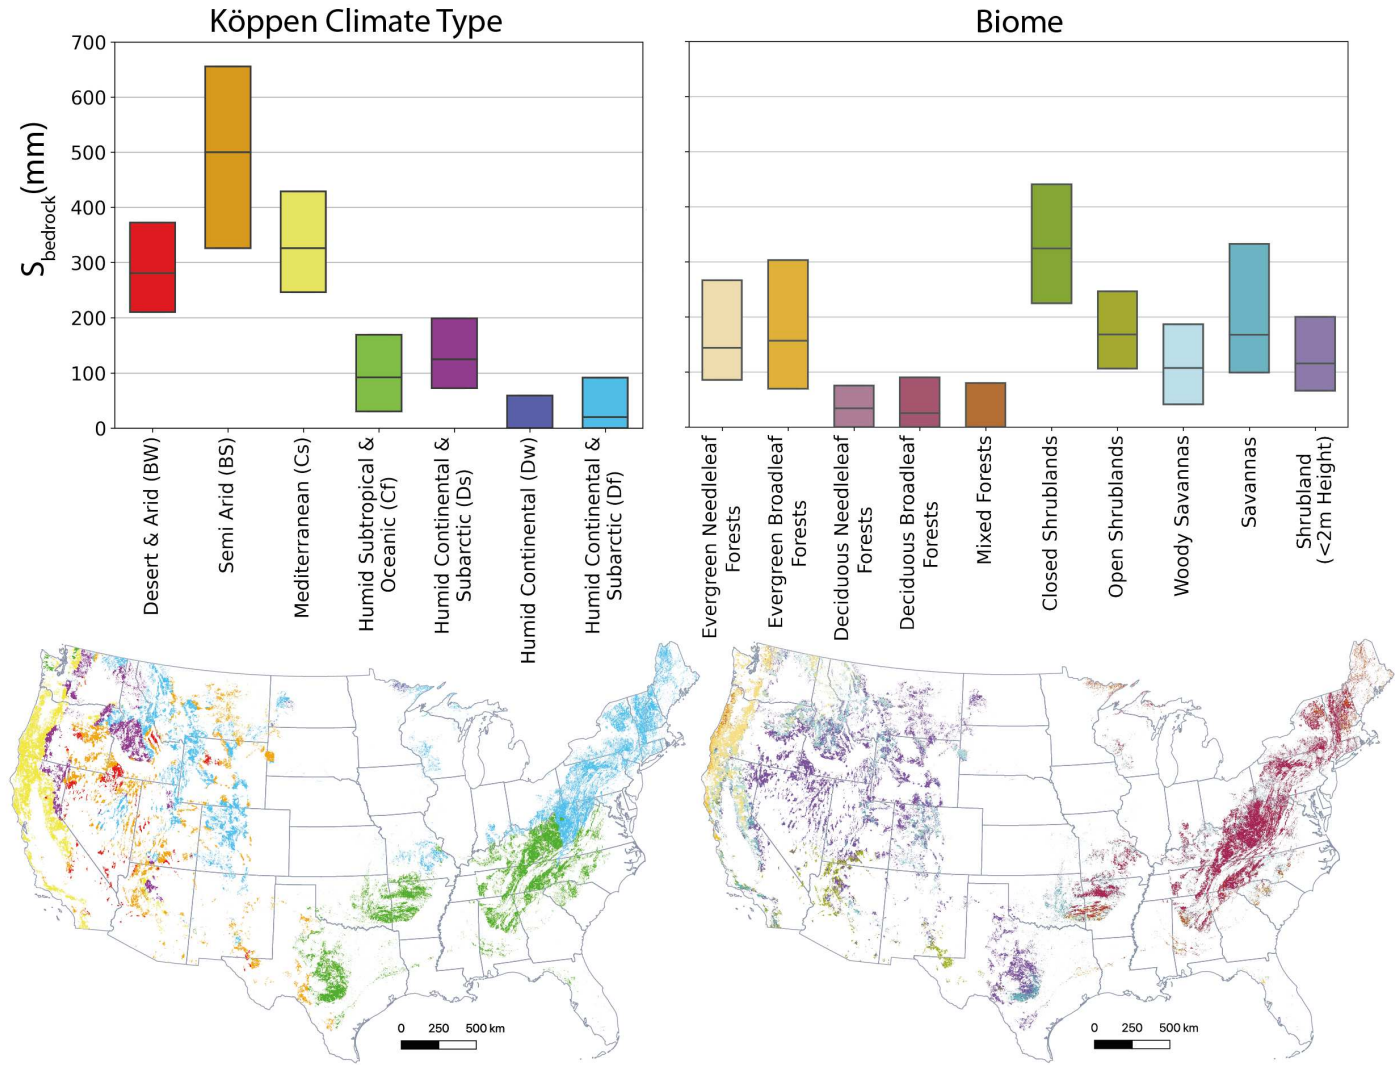 Köppen Climate Type
Biome
S_bedrock(mm)
700
600
500
400
300
200
100
0
Desert & Arid (BW)
Semi Arid (BS)
Mediterranean (Cs)
Humid Subtropical &
Oceanic (Cf)
Humid Continental &
Subarctic (Ds)
Humid Continental (Dw)
Humid Continental &
Subarctic (Df)
Evergreen Needleleaf
Forests
Evergreen Broadleaf
Forests
Deciduous Needleleaf
Forests
Deciduous Broadleaf
Forests
Mixed Forests
Closed Shrublands
Open Shrublands
Woody Savannas
Savannas
Shrubland
(<2m Height)
0 250 500 km
0 250 500 km